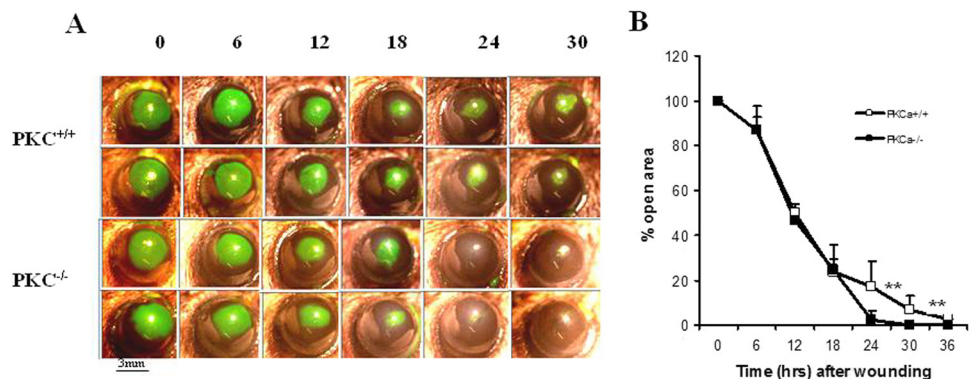 A
0 6 12 18 24 30
PKC+/+
PKC-/-
3mm
B
120
100
80
60
40
20
0
% open area
PKCa+/+
PKCa-/-
**
**
0 6 12 18 24 30 36
Time (hrs) after wounding